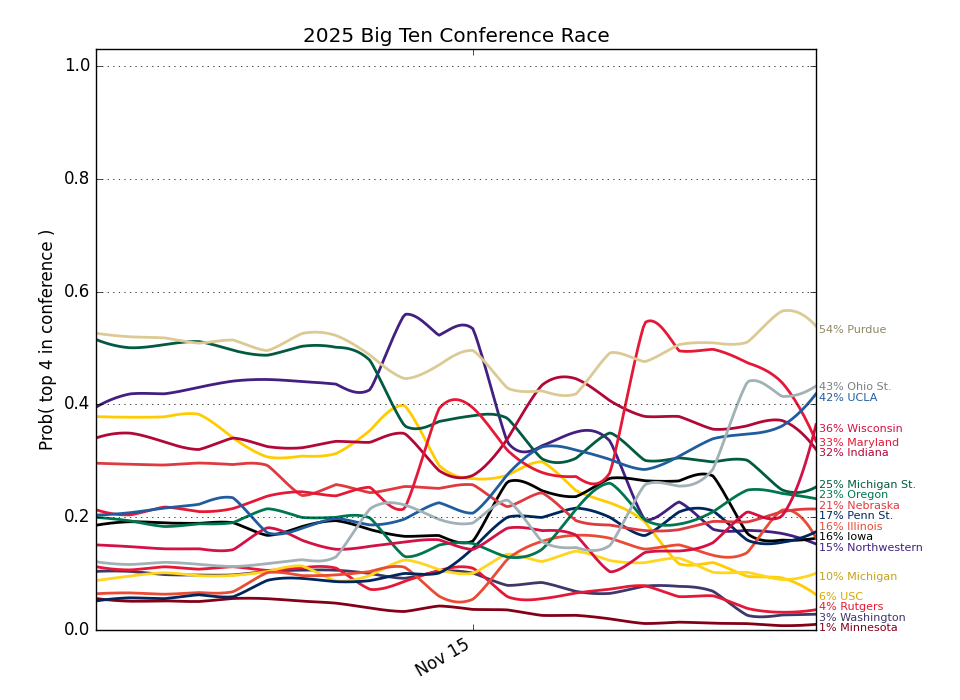 2025 Big Ten Conference Race
Prob( top 4 in conference )
1.0
0.8
0.6
0.4
0.2
0.0
Nov 15
54% Purdue
43% Ohio St.
42% UCLA
36% Wisconsin
33% Maryland
32% Indiana
25% Michigan St.
23% Oregon
21% Nebraska
17% Penn St.
16% Illinois
16% Iowa
15% Northwestern
10% Michigan
6% USC
4% Rutgers
3% Washington
1% Minnesota